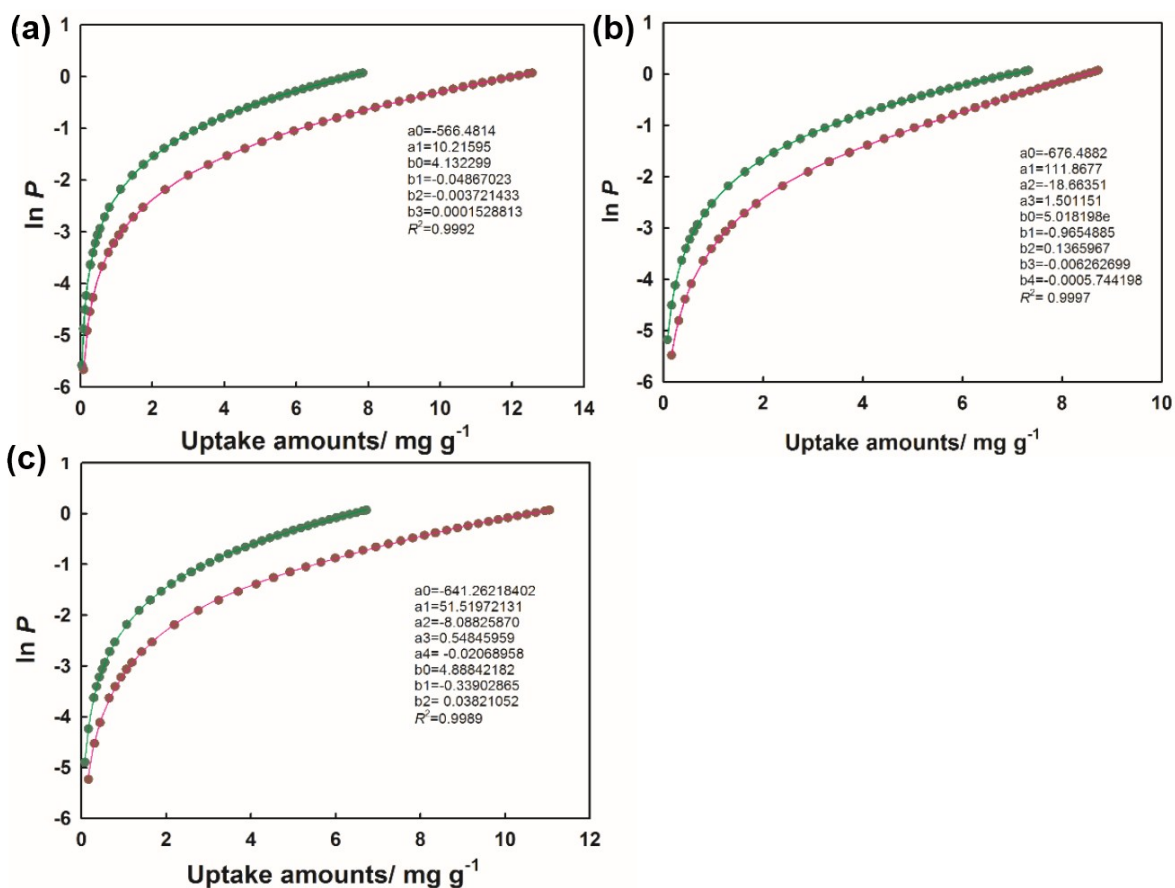 (a)
1
0
-1
-2
-3
-4
-5
-6
ln P
0
2
4
6
8
10
12
14
Uptake amounts/ mg g-1
a0=-566.4814
a1=10.21595
b0=4.132299
b1=-0.04867023
b2=-0.003721433
b3=0.0001528813
R2=0.9992
(b)
1
0
-1
-2
-3
-4
-5
-6
ln P
0
2
4
6
8
10
Uptake amounts/ mg g-1
a0=-676.4882
a1=111.8677
a2=-18.66351
a3=1.501151
b0=5.018198e
b1=-0.9654885
b2=0.1365967
b3=-0.006262699
b4=-0.0005.744198
R2= 0.9997
(c)
1
0
-1
-2
-3
-4
-5
-6
ln P
0
2
4
6
8
10
12
Uptake amounts/ mg g-1
a0=-641.26218402
a1=51.51972131
a2=-8.08825870
a3=0.54845959
a4= -0.02068958
b0=4.88842182
b1=-0.33902865
b2= 0.03821052
R2=0.9989